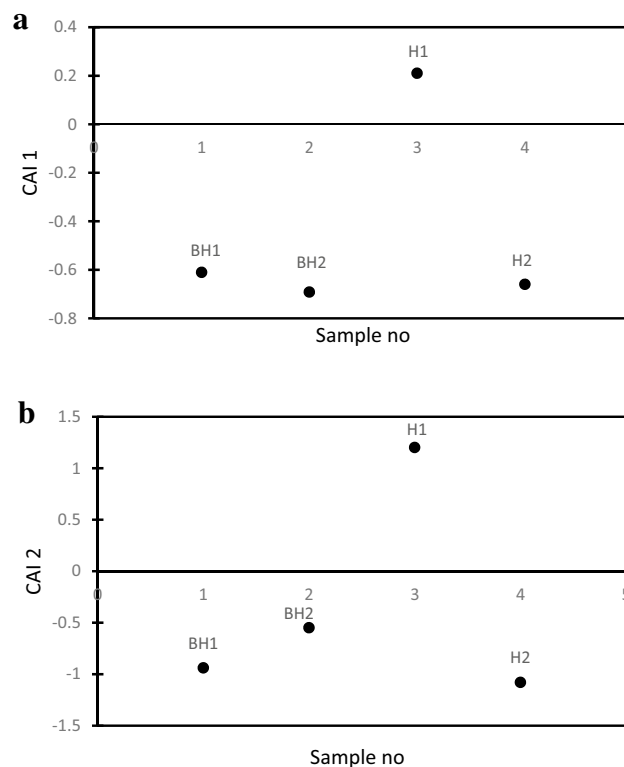 a
0.4
H1
0.2
0
0 1 2 3 4
-0.2
CAI 1
-0.4
BH1 BH2 H2
-0.6
-0.8
Sample no
b
1.5
H1
1
0.5
0
CAI 2
0 1 2 3 4 5
BH2
-0.5
BH1 H2
-1
-1.5
Sample no